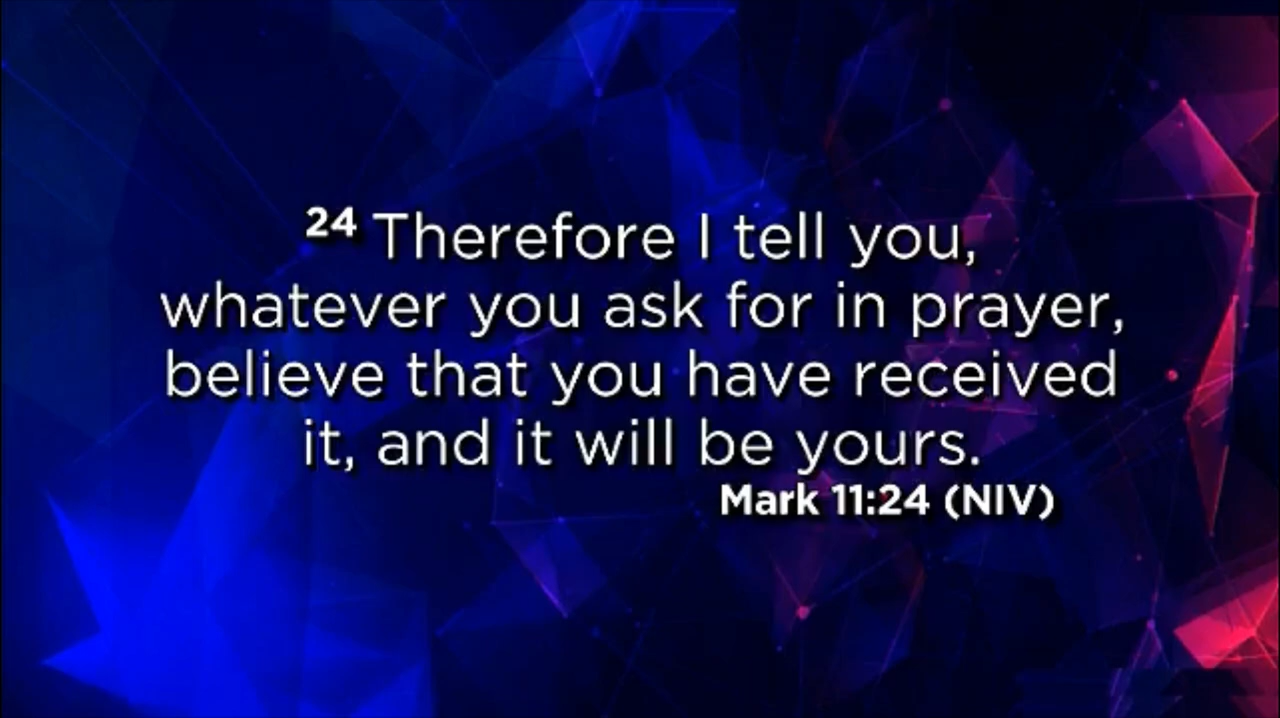 24 Therefore I tell you,
whatever you ask for in prayer,
believe that you have received
it, and it will be yours.
Mark 11:24 (NIV)